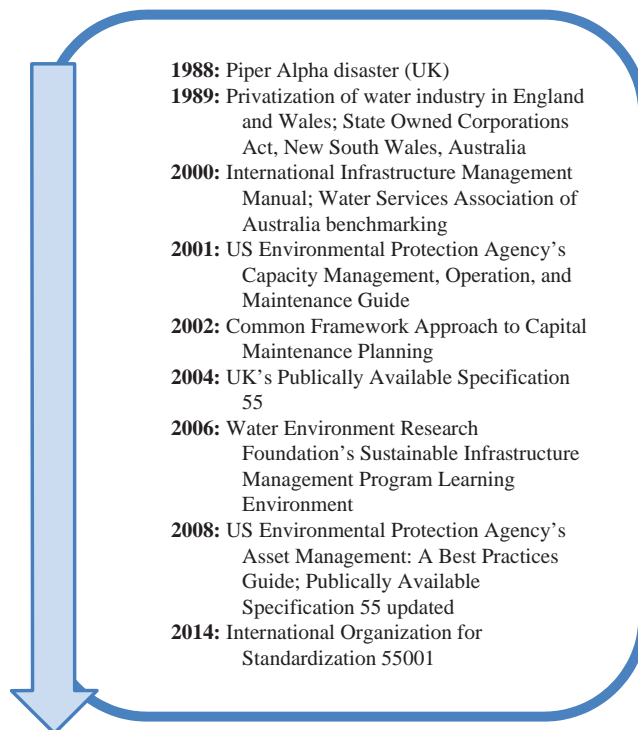 1988: Piper Alpha disaster (UK)
1989: Privatization of water industry in England
and Wales; State Owned Corporations
Act, New South Wales, Australia
2000: International Infrastructure Management
Manual; Water Services Association of
Australia benchmarking
2001: US Environmental Protection Agency's
Capacity Management, Operation, and
Maintenance Guide
2002: Common Framework Approach to Capital
Maintenance Planning
2004: UK's Publically Available Specification
55
2006: Water Environment Research
Foundation's Sustainable Infrastructure
Management Program Learning
Environment
2008: US Environmental Protection Agency's
Asset Management: A Best Practices
Guide; Publically Available
Specification 55 updated
2014: International Organization for
Standardization 55001